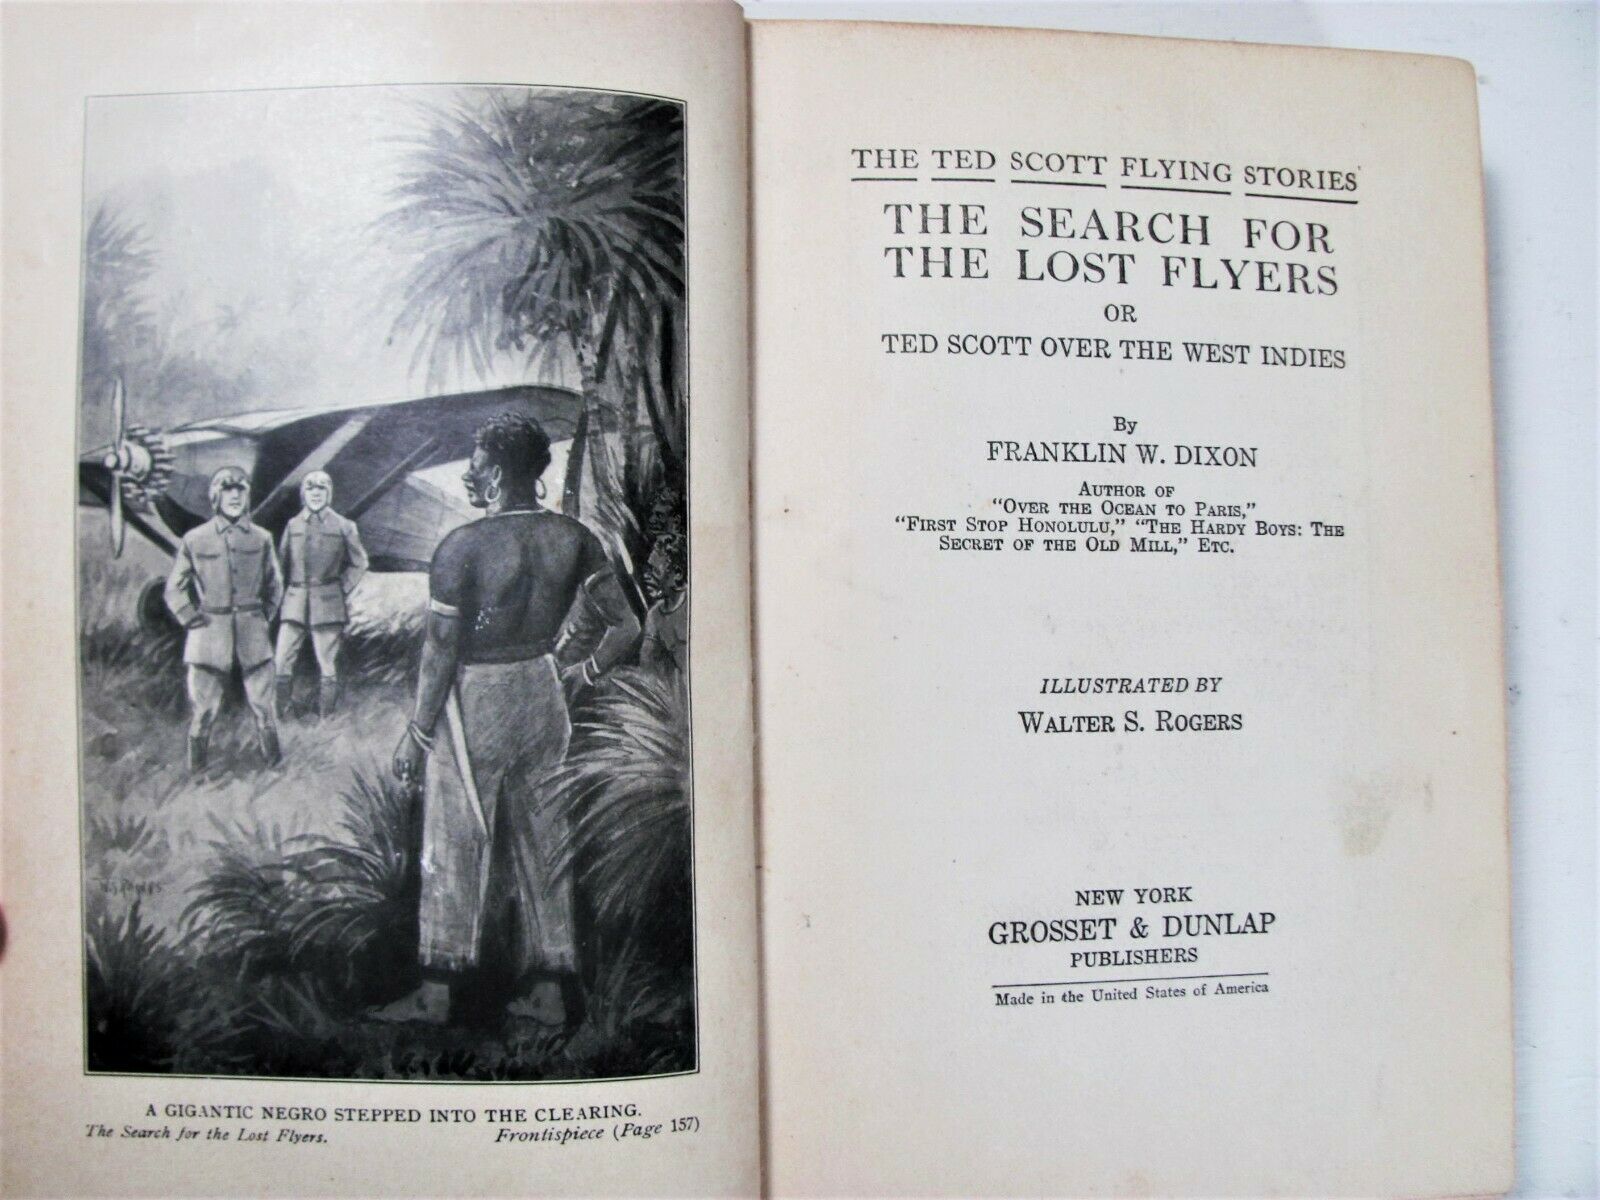 W.S. Rogers
A GIGANTIC NEGRO STEPPED INTO THE CLEARING.
The Search for the Lost Flyers. Frontispiece (Page 157)
THE TED SCOTT FLYING STORIES
THE SEARCH FOR
THE LOST FLYERS
OR
TED SCOTT OVER THE WEST INDIES
By
FRANKLIN W. DIXON
AUTHOR OF
"OVER THE OCEAN TO PARIS,"
"FIRST STOP HONOLULU," "THE HARDY BOYS: THE
SECRET OF THE OLD MILL," ETC.
ILLUSTRATED BY
WALTER S. ROGERS
NEW YORK
GROSSET & DUNLAP
PUBLISHERS
Made in the United States of America